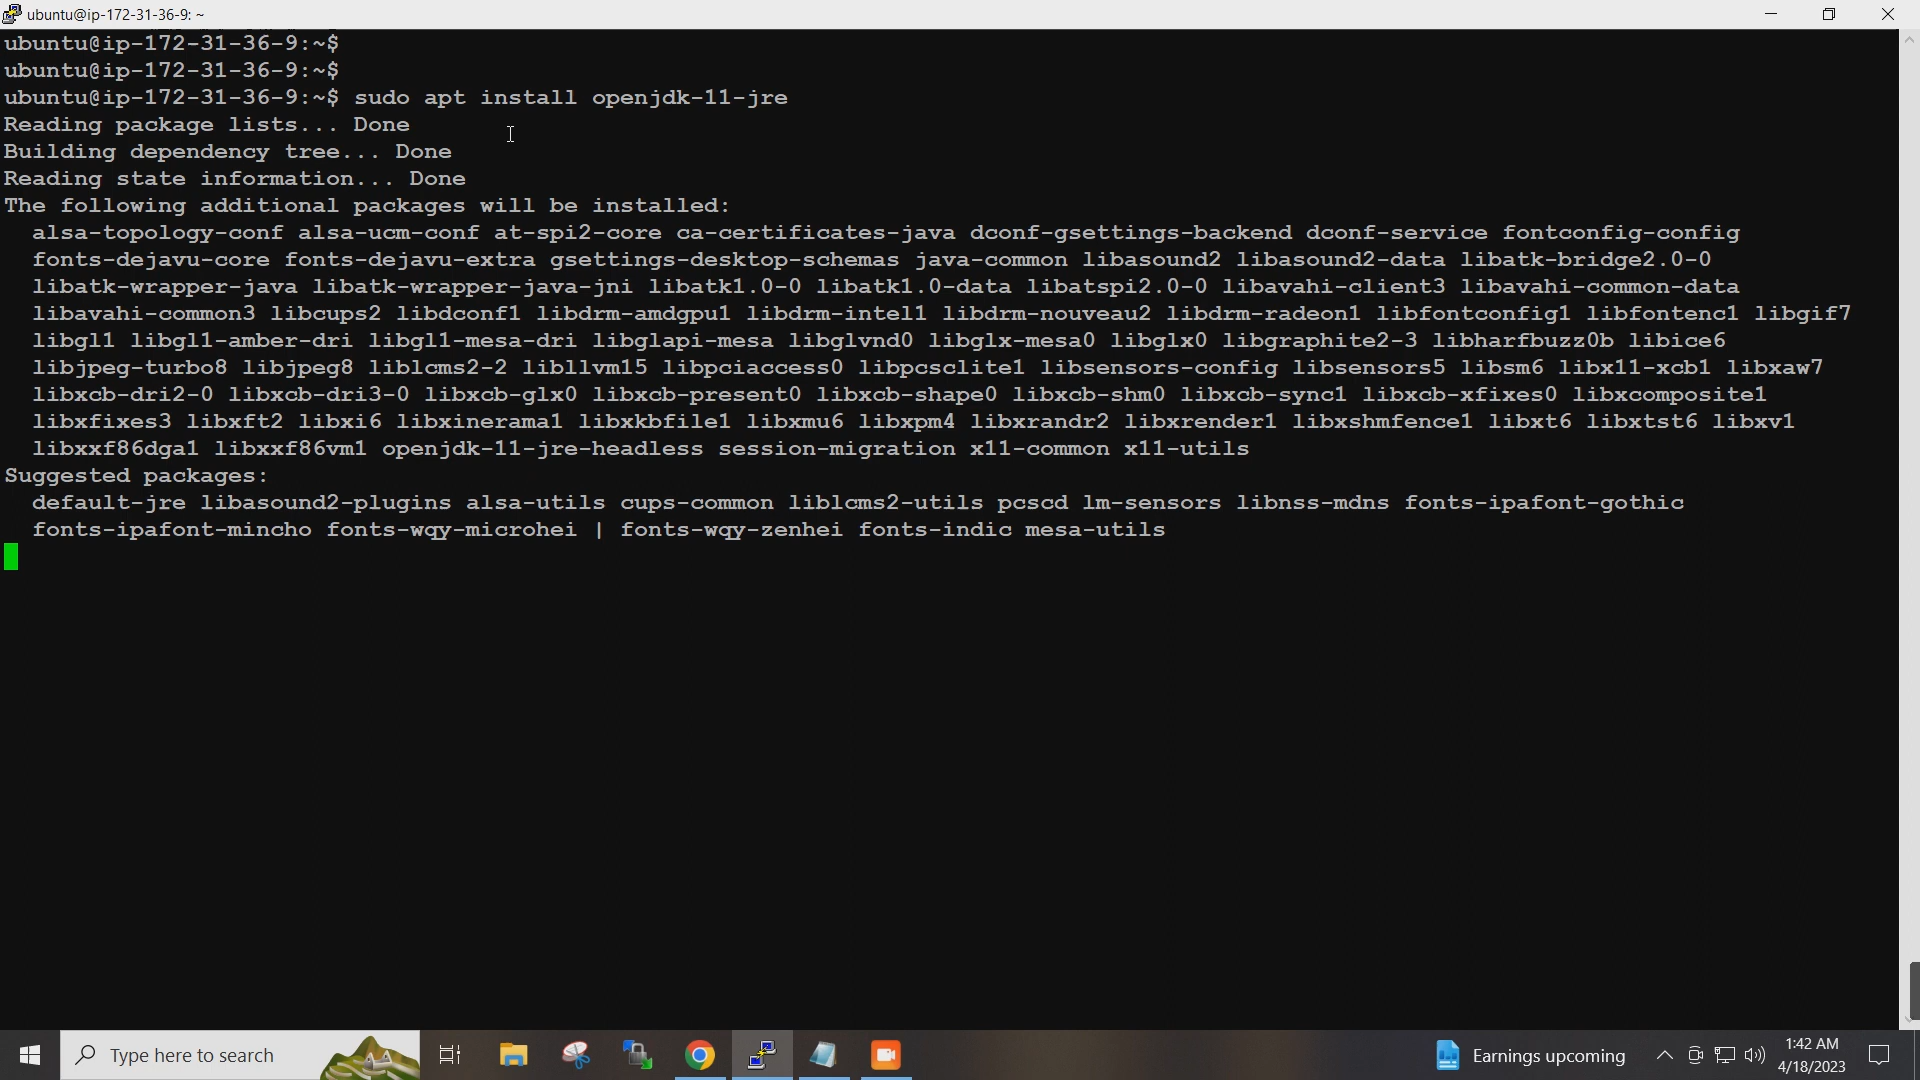 ubuntu@ip-172-31-36-9: ~
ubuntu@ip-172-31-36-9:~$
ubuntu@ip-172-31-36-9:~$
ubuntu@ip-172-31-36-9:~$ sudo apt install openjdk-11-jre
Reading package lists... Done
Building dependency tree... Done
Reading state information... Done
The following additional packages will be installed:
alsa-topology-conf alsa-ucm-conf at-spi2-core ca-certificates-java dconf-gsettings-backend dconf-service fontconfig-config
fonts-dejavu-core fonts-dejavu-extra gsettings-desktop-schemas java-common libasound2 libasound2-data libatk-bridge2.0-0
libatk-wrapper-java libatk-wrapper-java-jni libatk1.0-0 libatk1.0-data libatspi2.0-0 libavahi-client3 libavahi-common-data
libavahi-common3 libcups2 libdconf1 libdrm-amdgpu1 libdrm-intel1 libdrm-nouveau2 libdrm-radeon1 libfontconfig1 libfontenc1 libgif7
libgl1 libgl1-amber-dri libgl1-mesa-dri libglapi-mesa libglvnd0 libglx-mesa0 libglx0 libgraphite2-3 libharfbuzz0b libice6
libjpeg-turbo8 libjpeg8 liblcms2-2 libllvm15 libpciaccess0 libpcsclite1 libsensors-config libsensors5 libsm6 libx11-xcb1 libxaw7
libxcb-dri2-0 libxcb-dri3-0 libxcb-glx0 libxcb-present0 libxcb-shape0 libxcb-shm0 libxcb-sync1 libxcb-xfixes0 libxcomposite1
libxfixes3 libxft2 libxi6 libxinerama1 libxkbfile1 libxmu6 libxpm4 libxrandr2 libxrender1 libxshmfence1 libxt6 libxtst6 libxv1
libxxf86dga1 libxxf86vm1 openjdk-11-jre-headless session-migration x11-common x11-utils
Suggested packages:
default-jre libasound2-plugins alsa-utils cups-common liblcms2-utils pcscd lm-sensors libnss-mdns fonts-ipafont-gothic
fonts-ipafont-mincho fonts-wqy-microhei | fonts-wqy-zenhei fonts-indic mesa-utils
Type here to search
Earnings upcoming
1:42 AM
4/18/2023